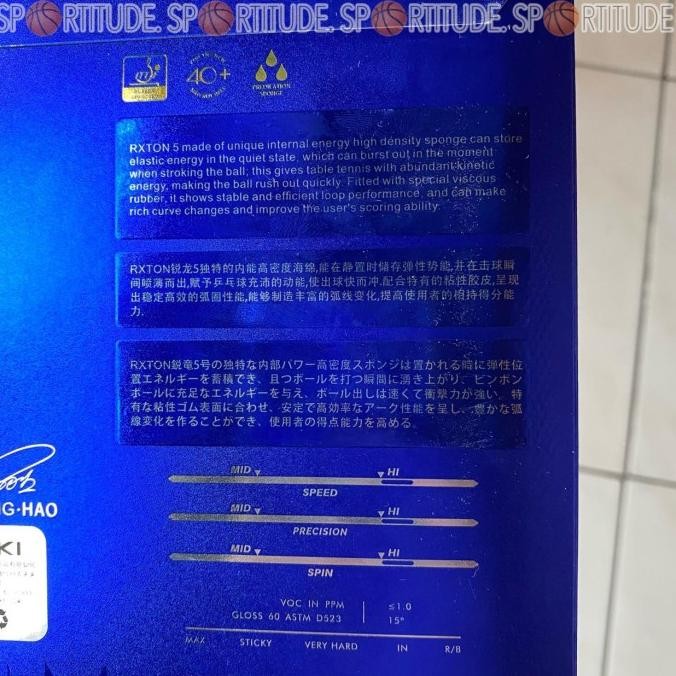 SPORTITUDE. SPORTITUDE. SPORTITUDE.
40+
RXTON 5 made of unique internal energy high density sponge can store
elastic energy in the quiet state, which can burst out in the moment
when stroking the ball; this gives table tennis with abundant kinetic
energy, making the ball rush out quickly. Fitted with special viscous
rubber, it shows stable and efficient loop performance, and can make
rich curve changes and improve the user's scoring ability.
RXTON锐龙5独特的内能高密度海绵,能在静置时储存弹性势能,并在击球瞬
间喷薄而出,赋予乒乓球充沛的动能,使出球快而冲.配合特有的粘性胶皮,呈现
出稳定高效的弧圈性能,能够制造丰富的弧线变化,提高使用者的相持得分能
力.
RXTON鋭竜5号の独特な内部パワー高密度スポンジは置かれる時に弾性位
置エネルギーを蓄積でき、且つボールを打つ瞬間に湧き上がり、ピンポン
ボールに充足なエネルギーを与え、ボール出しは速くて衝撃力が強い。特
有な粘性ゴム表面に合わせ、安定で高効率なアーク性能を呈し、豊かな弧
線変化を作ることができ、使用者の得点能力を高める。
MID HI
SPEED
MID HI
PRECISION
MID HI
SPIN
G·HAO
KI
VOC IN PPM ≤1.0
GLOSS 60 ASTM D523 15°
MAX STICKY VERY HARD IN R/B